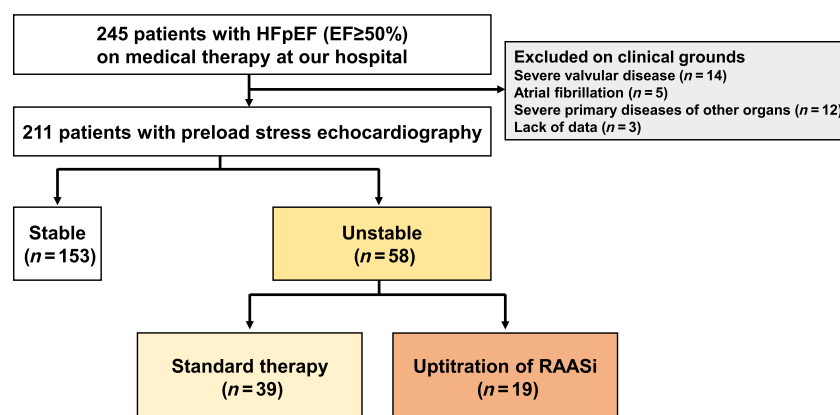 245 patients with HFpEF (EF≥50%)
on medical therapy at our hospital
Excluded on clinical grounds
Severe valvular disease (n=14)
Atrial fibrillation (n=5)
Severe primary diseases of other organs (n=12)
Lack of data (n=3)
211 patients with preload stress echocardiography
Stable
(n=153)
Unstable
(n=58)
Standard therapy
(n=39)
Uptitration of RAASi
(n=19)